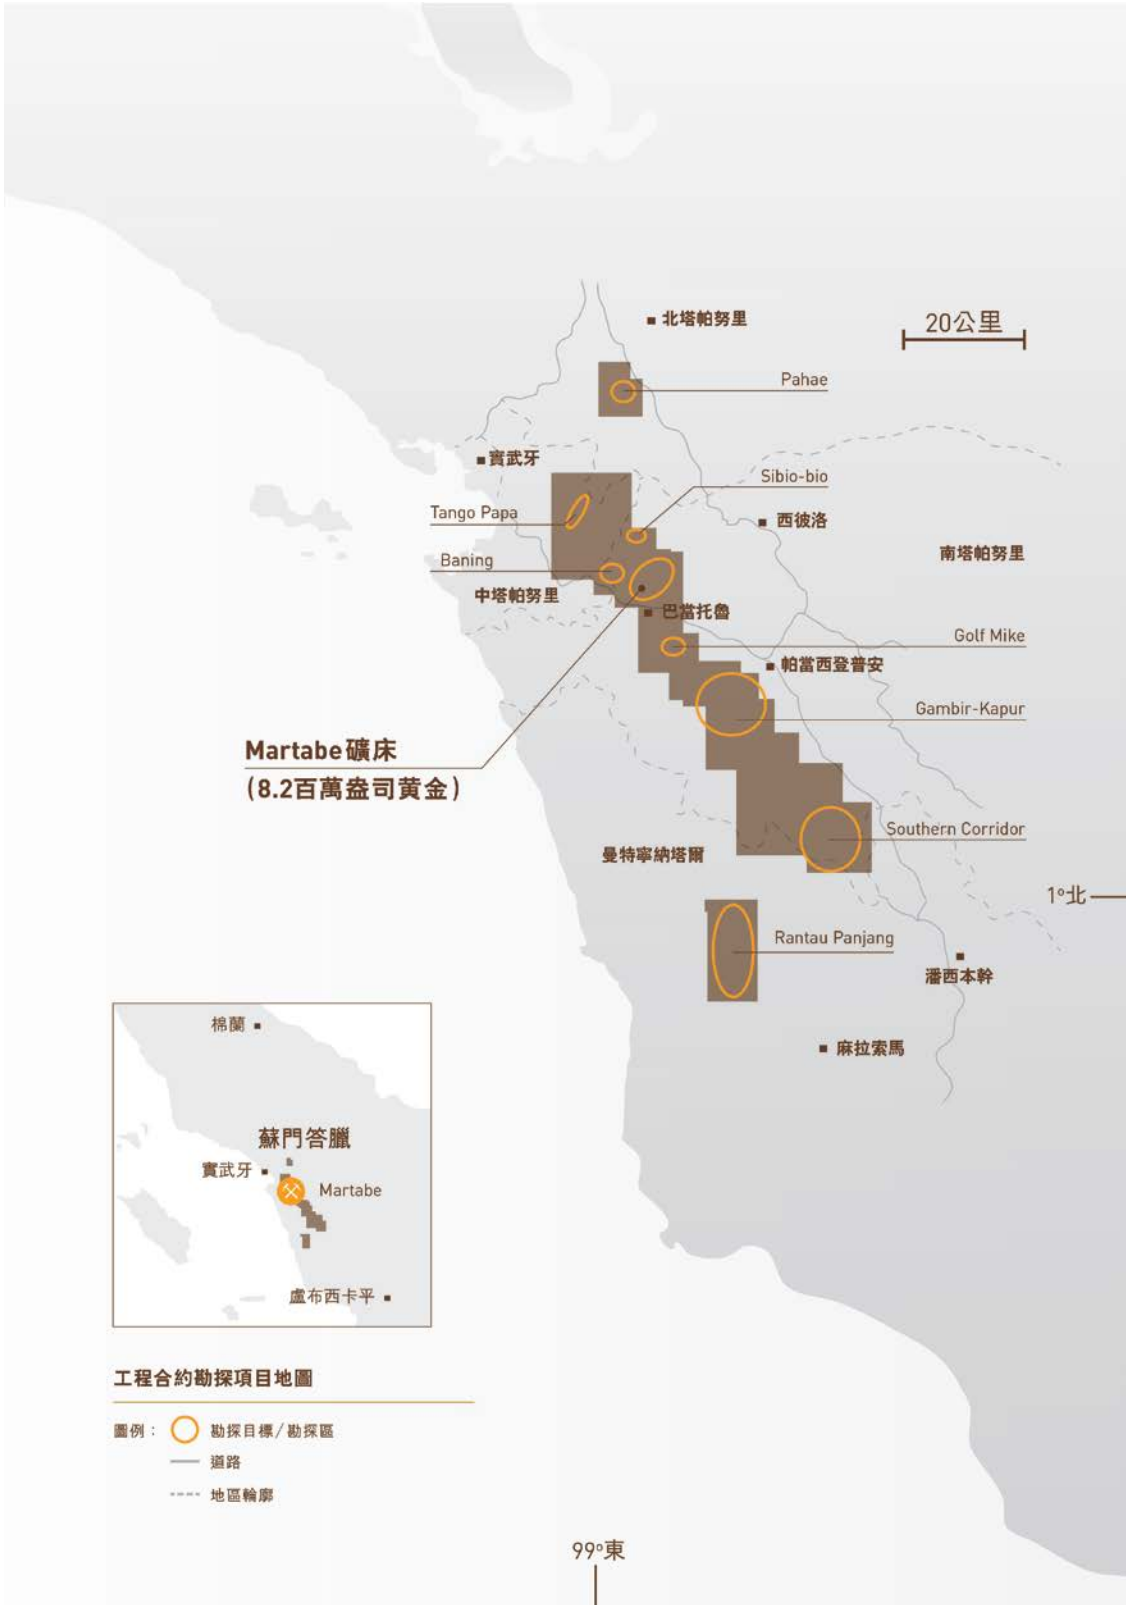 北塔帕努里
20公里
Pahae
實武牙
Sibio-bio
Tango Papa
西彼洛
Baning
南塔帕努里
中塔帕努里
巴當托魯
Golf Mike
帕當西登普安
Gambir-Kapur
Martabe礦床
(8.2百萬盎司黃金)
Southern Corridor
曼特寧納塔爾
1º北
Rantau Panjang
潘西本幹
麻拉索馬
棉蘭
蘇門答臘
實武牙
Martabe
盧布西卡平
工程合約勘探項目地圖
圖例：
勘探目標/勘探區
道路
地區輪廓
99º東